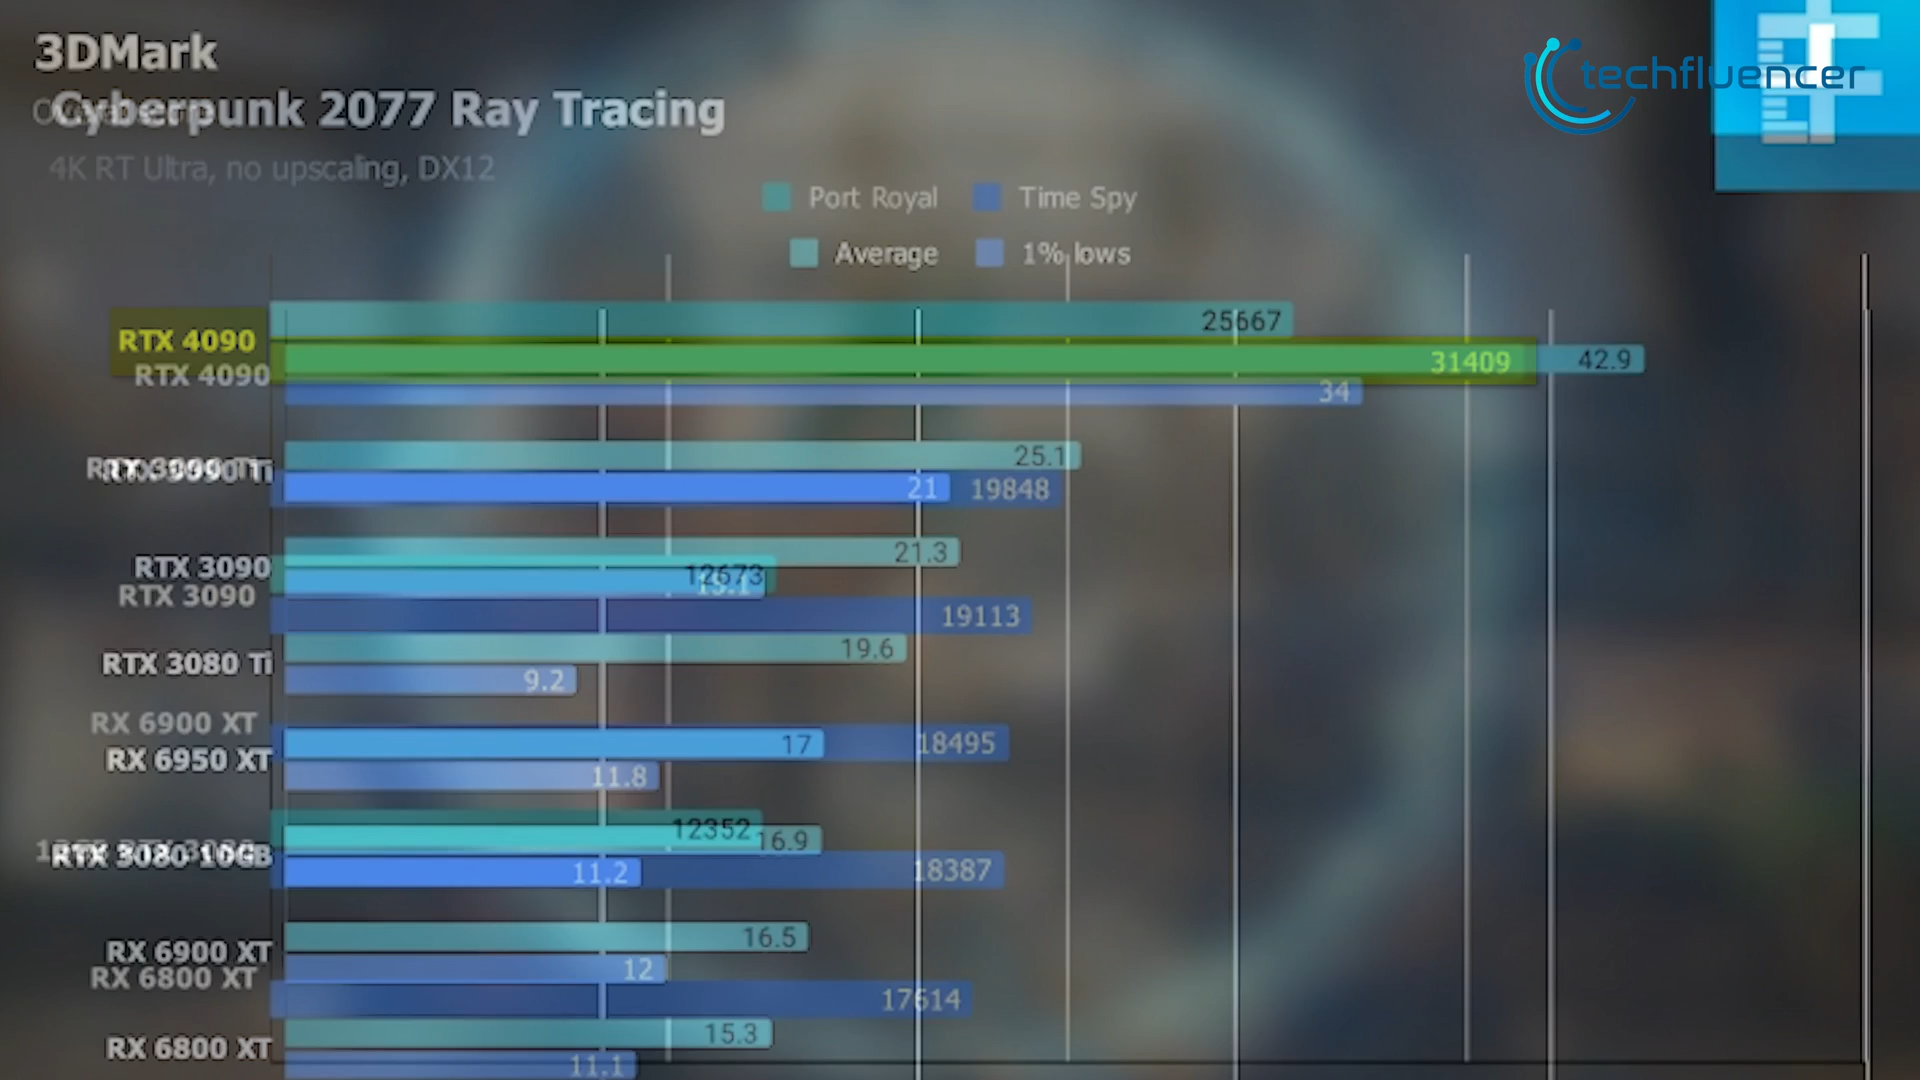 3DMark
Cyberpunk 2077 Ray Tracing
4K RT Ultra, no upscaling, DX12
techfluencer
Port Royal
Time Spy
Average
1% lows
25667
RTX 4090
31409
42.9
RTX 4090
34
25.1
21
19848
21.3
RTX 3090
12673
RTX 3090
19113
RTX 3080 Ti
19.6
9.2
RX 6900 XT
17
18495
RX 6950 XT
11.8
12352
16.9
RTX 3080 10GB
11.2
18387
16.5
RX 6900 XT
12
RX 6800 XT
17614
15.3
RX 6800 XT
11.1